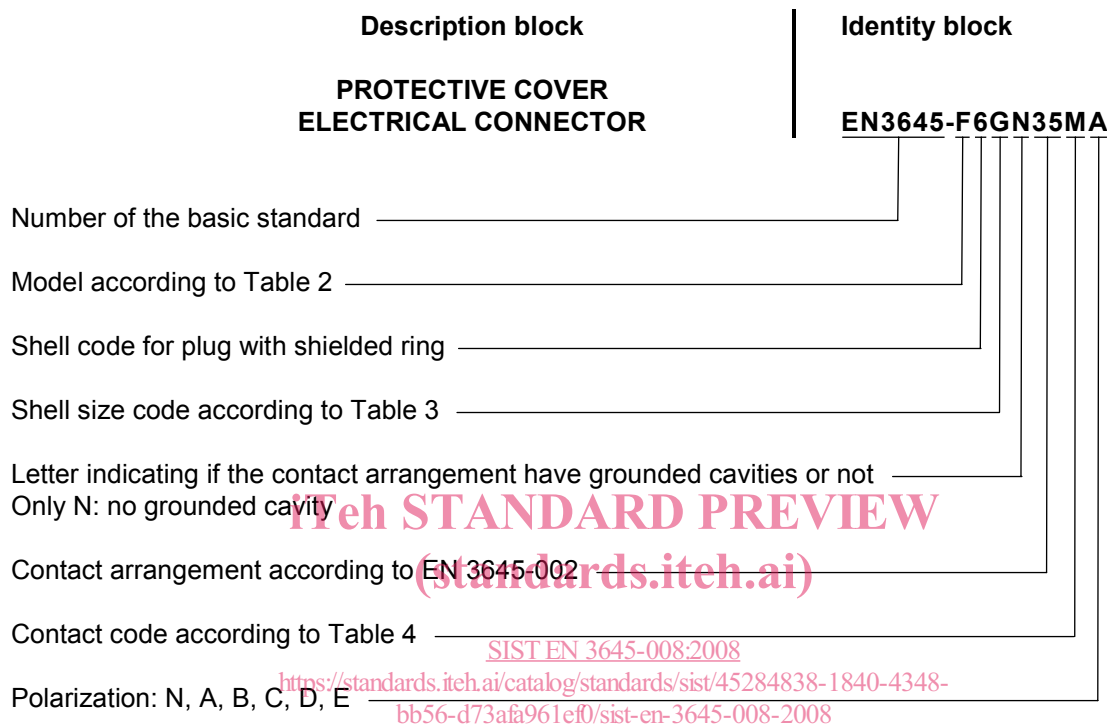 Description block
Identity block
PROTECTIVE COVER
ELECTRICAL CONNECTOR
EN3645-F6GN35MA
Number of the basic standard
Model according to Table 2
Shell code for plug with shielded ring
Shell size code according to Table 3
Letter indicating if the contact arrangement have grounded cavities or not
Only N: no grounded cavity
iTeh STANDARD PREVIEW
Contact arrangement according to EN 3645-002
(standards.iteh.ai)
Contact code according to Table 4
SIST EN 3645-008:2008
https://standards.iteh.ai/catalog/standards/sist/45284838-1840-4348-
Polarization: N, A, B, C, D, E
bb56-d73afa961ef0/sist-en-3645-008-2008